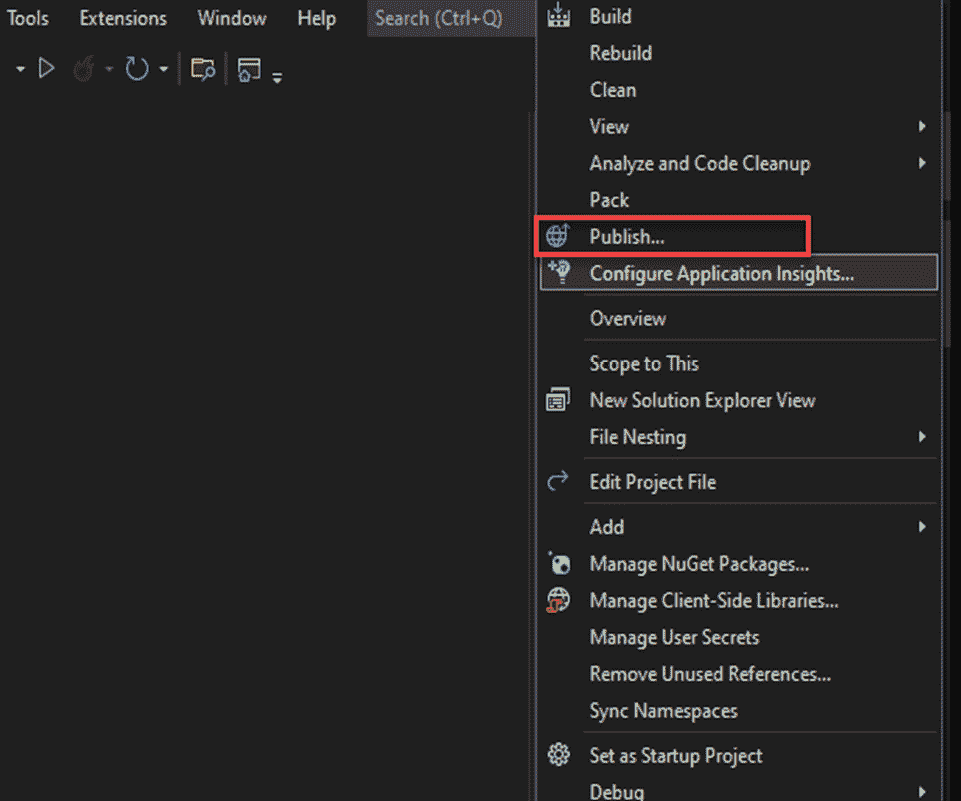 Tools Extensions Window Help Search (Ctrl+Q)
Build
Rebuild
Clean
View
Analyze and Code Cleanup
Pack
Publish...
Configure Application Insights...
Overview
Scope to This
New Solution Explorer View
File Nesting
Edit Project File
Add
Manage NuGet Packages...
Manage Client-Side Libraries...
Manage User Secrets
Remove Unused References...
Sync Namespaces
Set as Startup Project
Debug